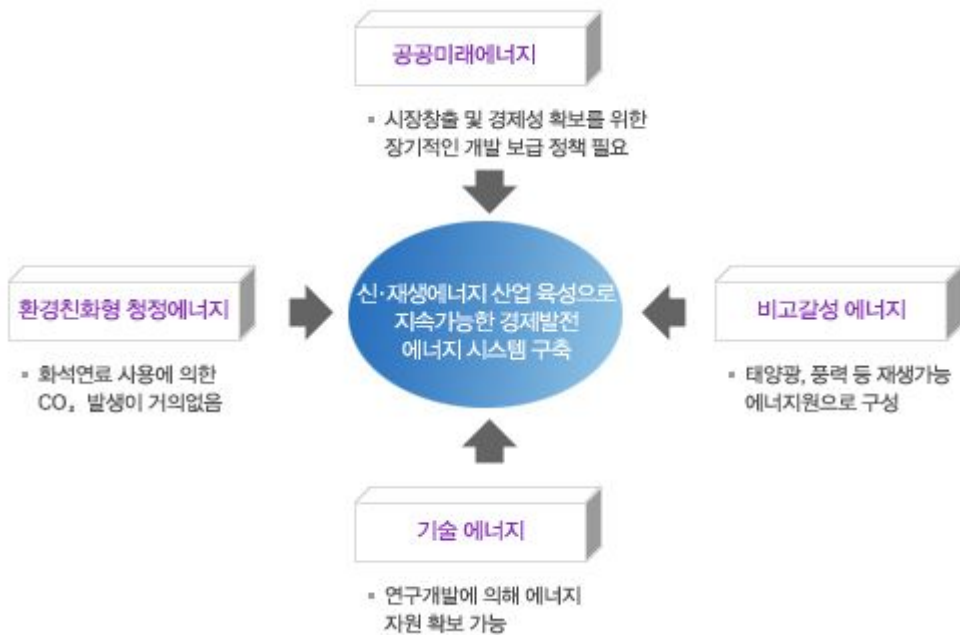 공공미래에너지
▪ 시장창출 및 경제성 확보를 위한
장기적인 개발 보급 정책 필요
환경친화형 청정에너지
▪ 화석연료 사용에 의한
CO₂ 발생이 거의없음
신·재생에너지 산업 육성으로
지속가능한 경제발전
에너지 시스템 구축
비고갈성 에너지
▪ 태양광, 풍력 등 재생가능
에너지원으로 구성
기술 에너지
▪ 연구개발에 의해 에너지
자원 확보 가능